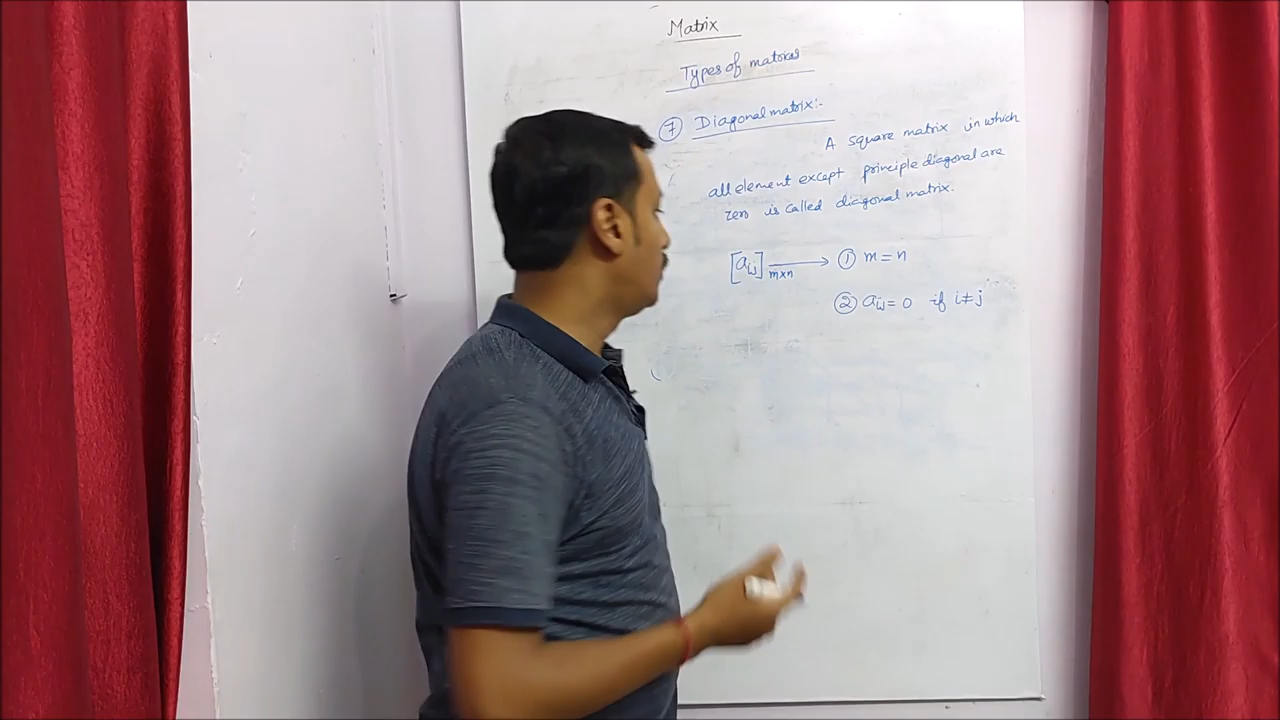 Matrix
Types of matrices
⑦ Diagonal matrix:-
A square matrix in which
all element except principle diagonal are
zero is called diagonal matrix.
[aij]m×n → ① m = n
② aij = 0 if i ≠ j